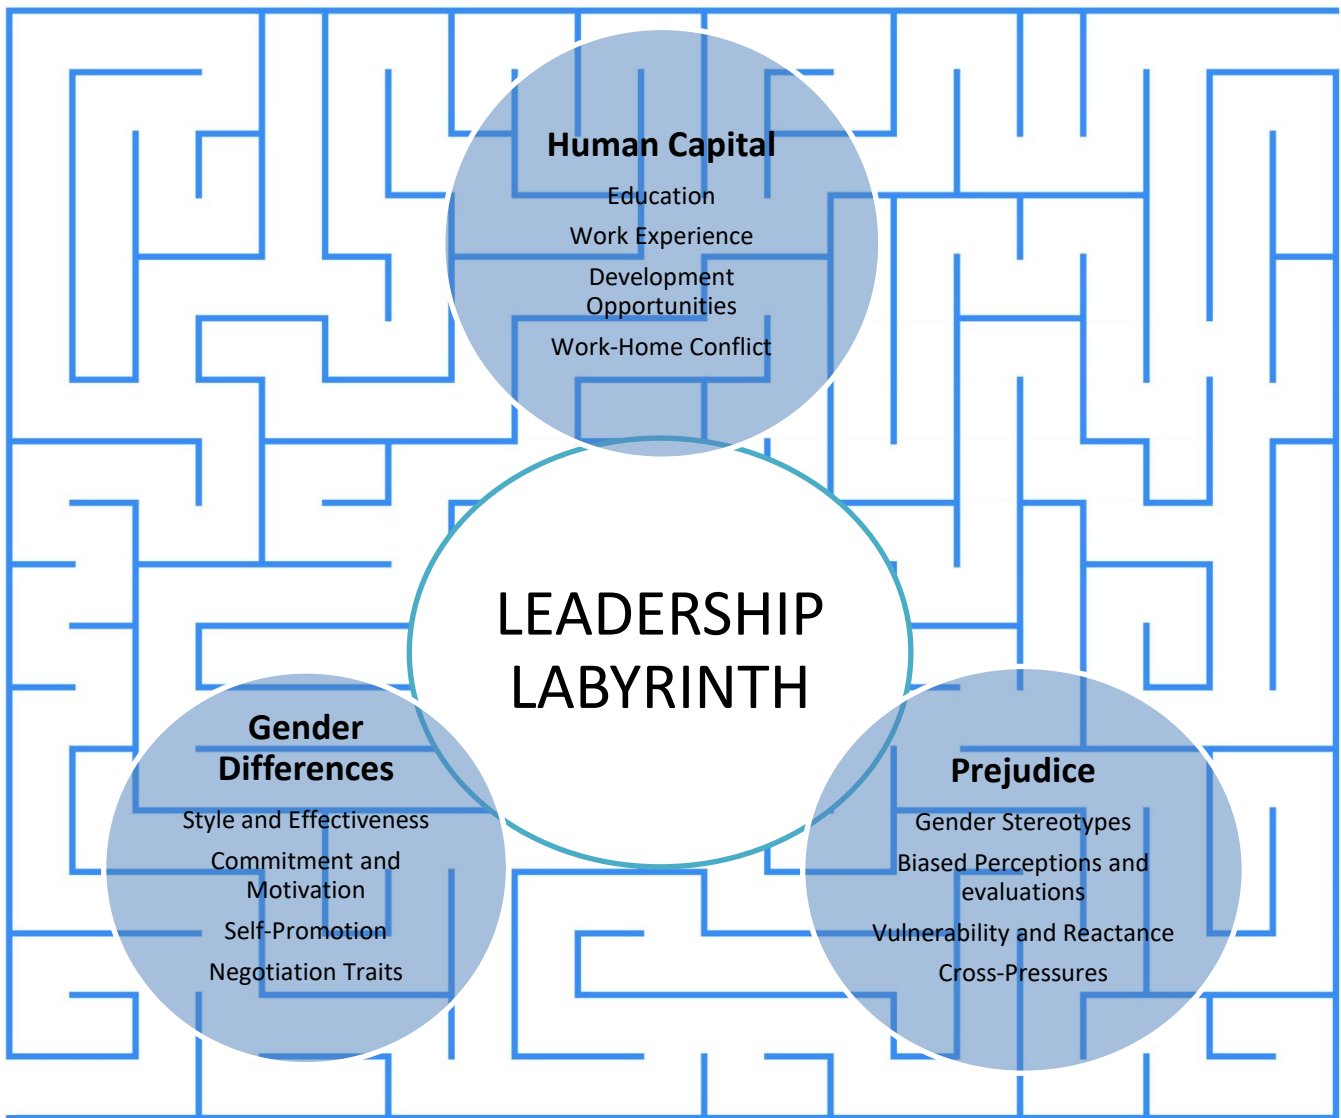 Human Capital
Education
Work Experience
Development
Opportunities
Work-Home Conflict
LEADERSHIP
LABYRINTH
Gender
Differences
Style and Effectiveness
Commitment and
Motivation
Self-Promotion
Negotiation Traits
Prejudice
Gender Stereotypes
Biased Perceptions and
evaluations
Vulnerability and Reactance
Cross-Pressures